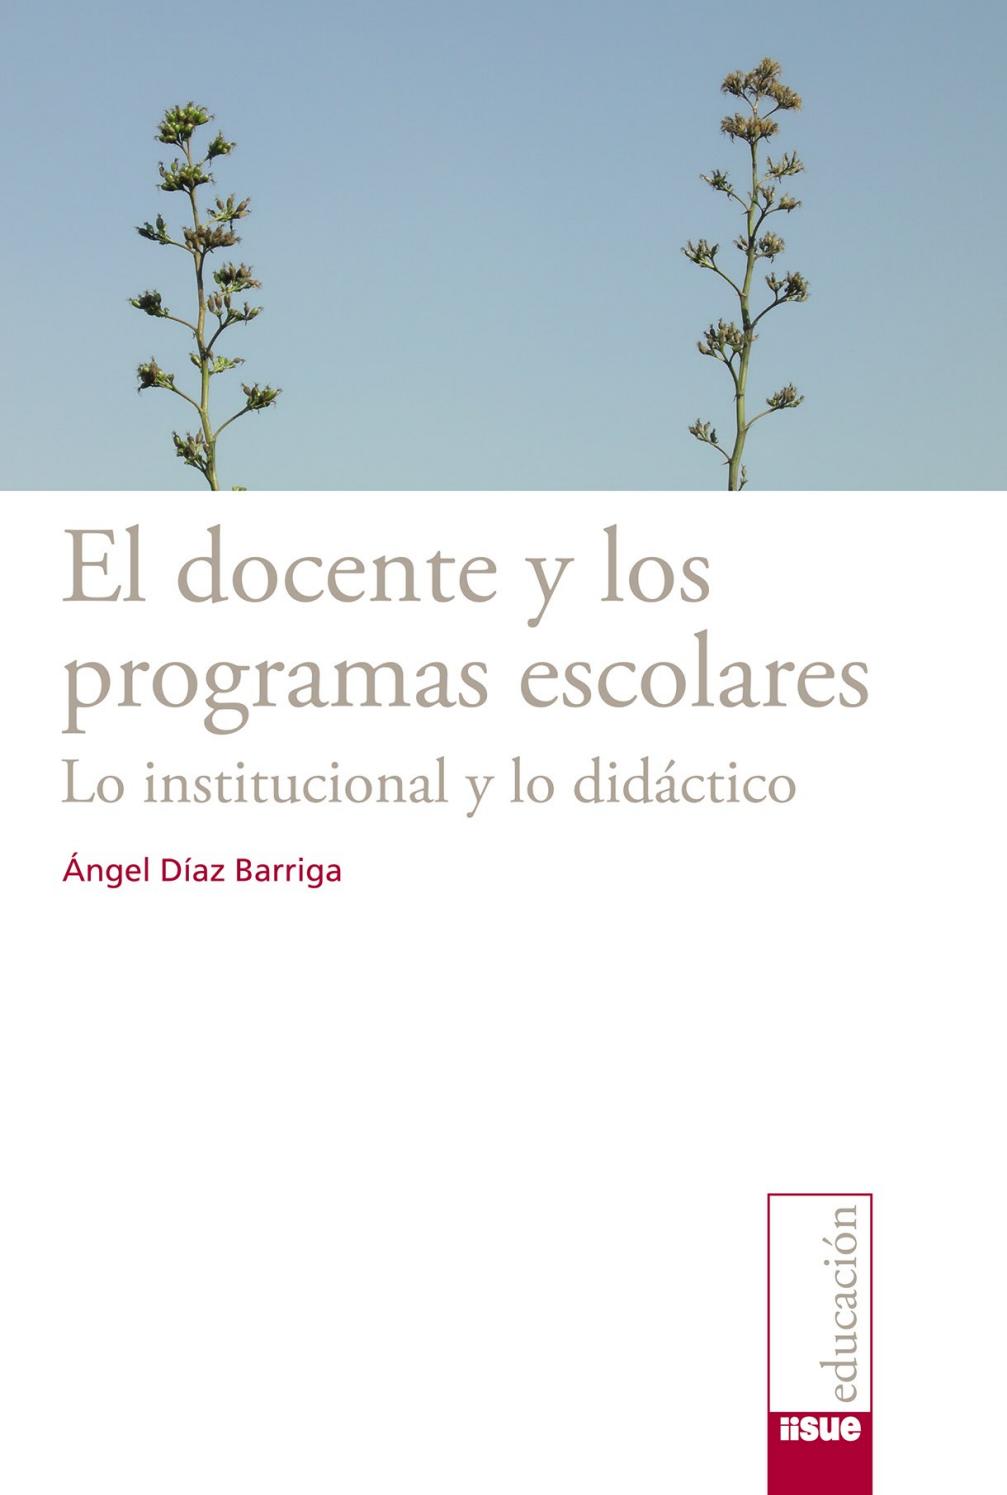 El docente y los
programas escolares
Lo institucional y lo didáctico
Ángel Díaz Barriga
educación
iisue